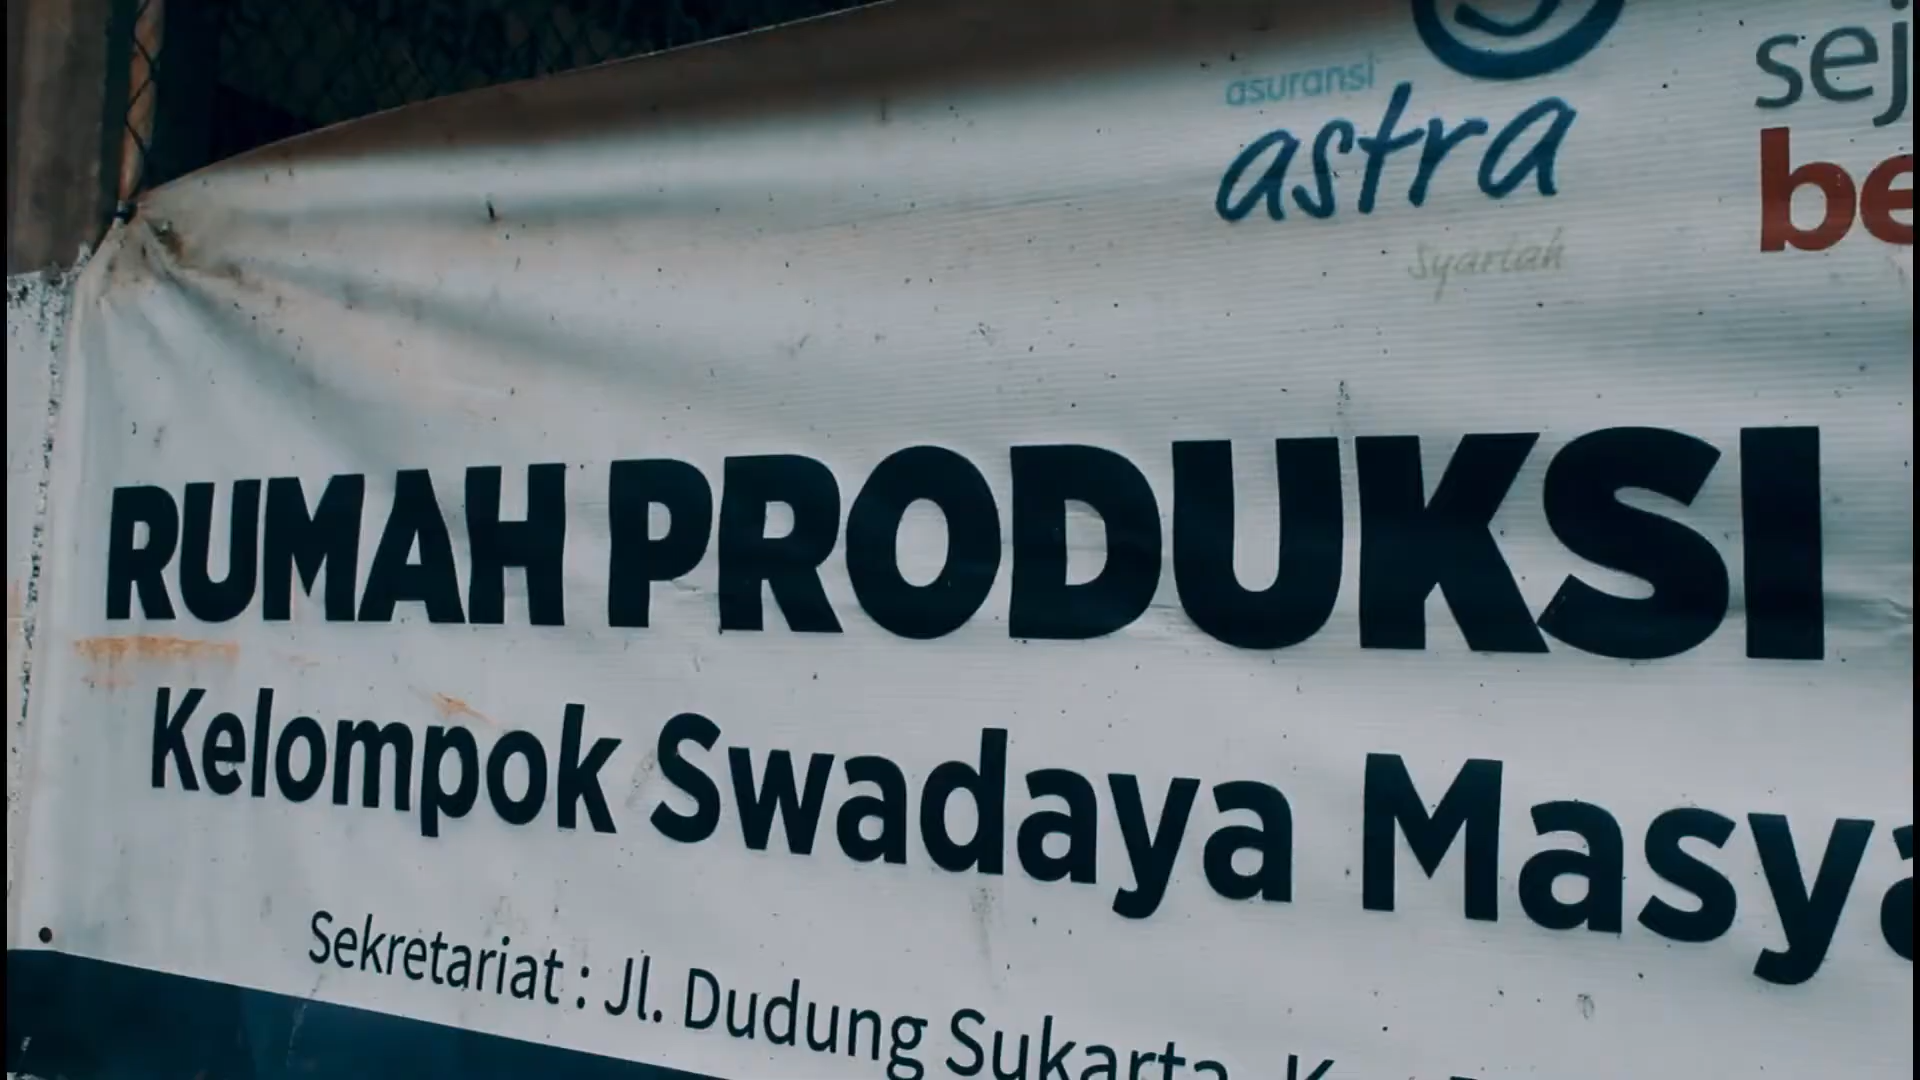 asuransi
astra
Syariah
sej
be
RUMAH PRODUKSI
Kelompok Swadaya Masya
Sekretariat : Jl. Dudung Sukarta